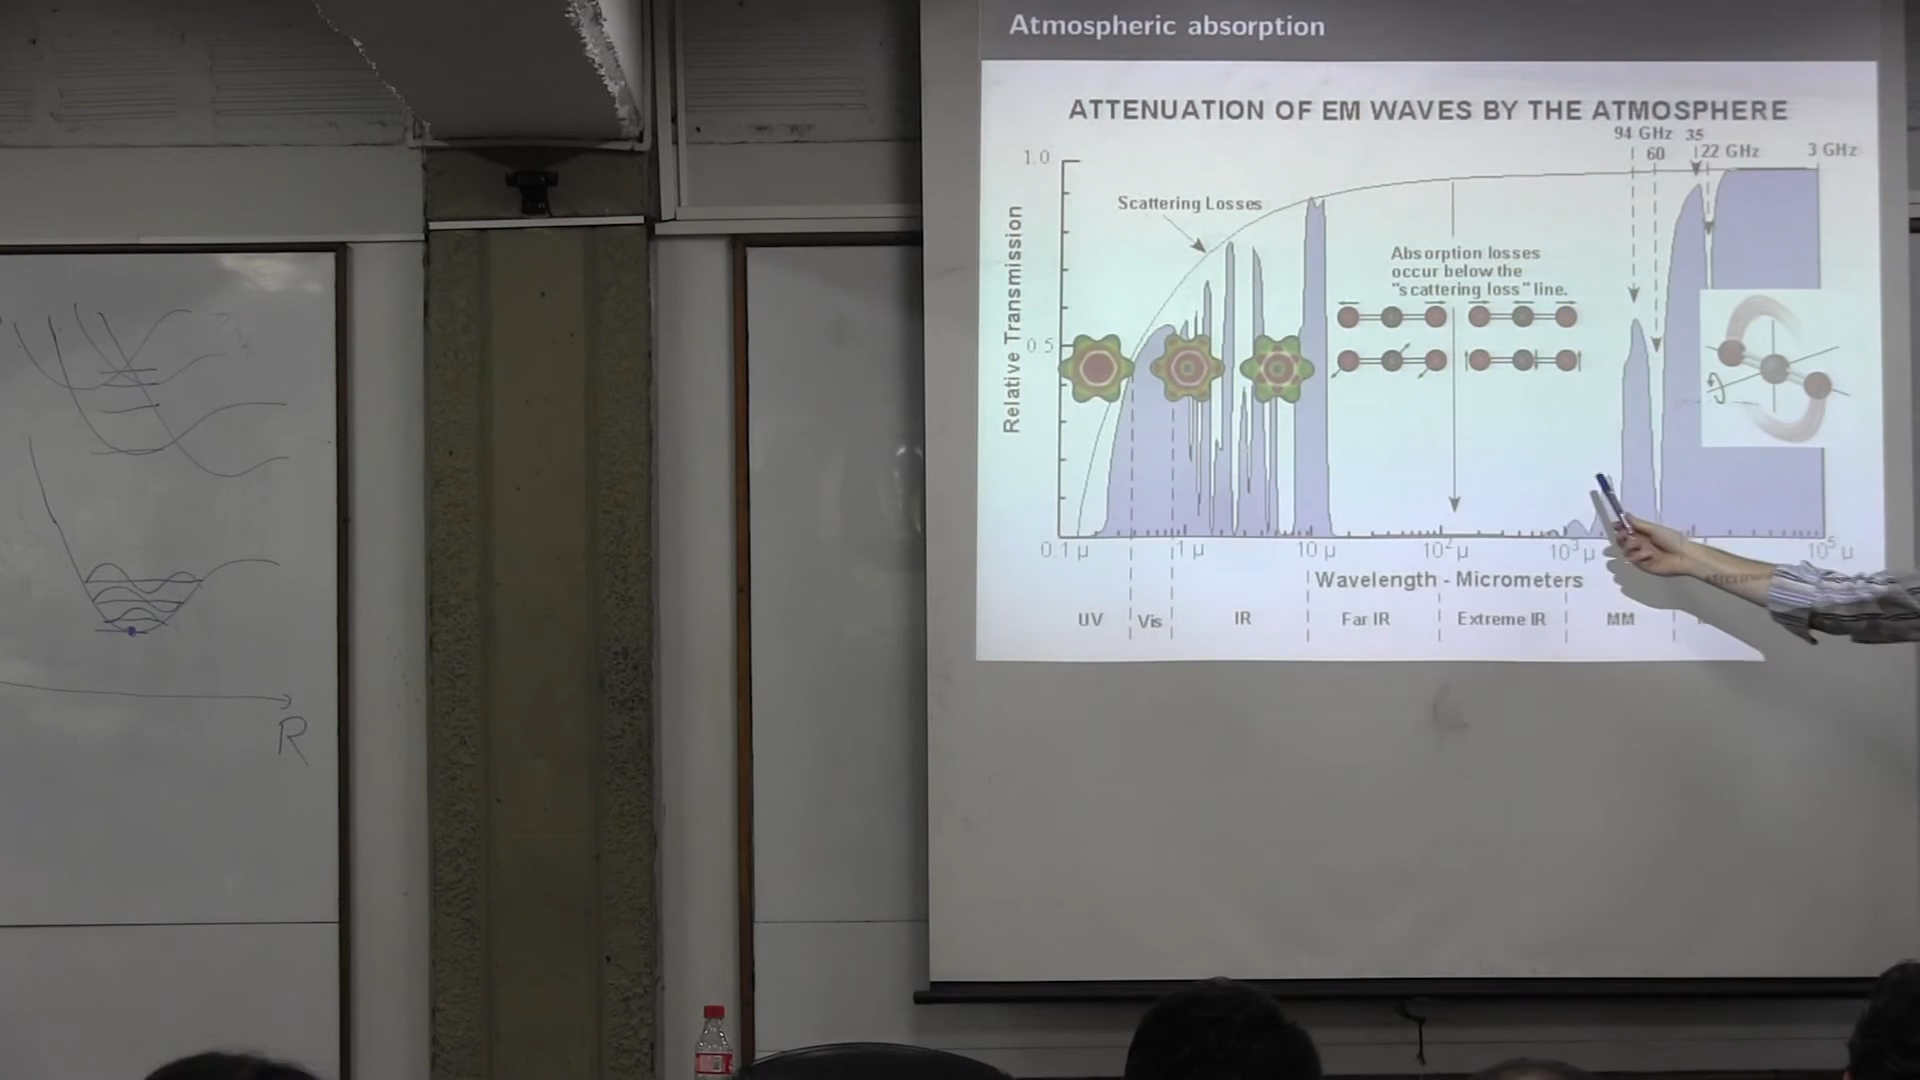 Atmospheric absorption
ATTENUATION OF EM WAVES BY THE ATMOSPHERE
94 GHz 35
60 22 GHz 3 GHz
1.0
Scattering Losses
Absorption losses
occur below the
"scattering loss" line.
Relative Transmission
0.5
0.1 µ 1 µ 10 µ 10² µ 10³ µ 10⁵ µ
Wavelength - Micrometers
UV Vis IR Far IR Extreme IR MM
R